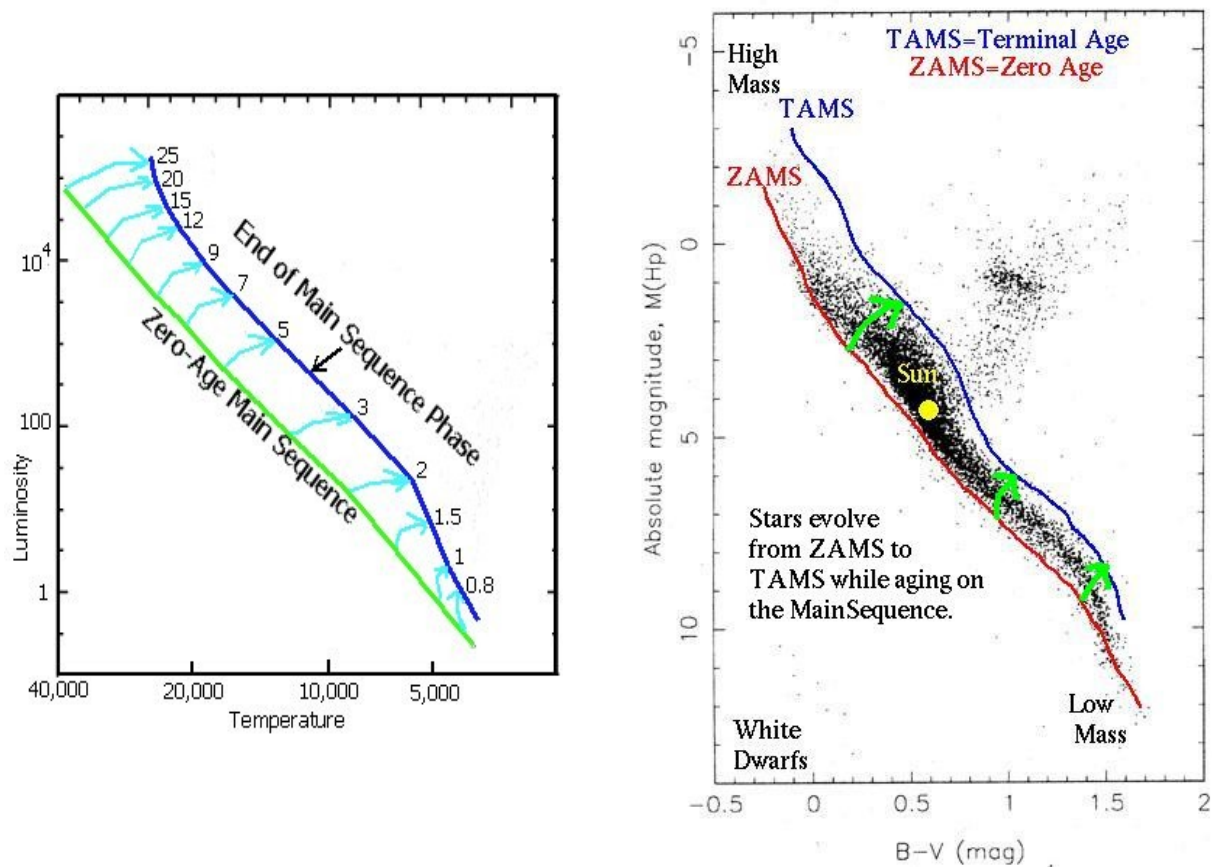 25
20
15
12
9
7
5
3
2
1.5
1
0.8
End of Main Sequence Phase
Zero-Age Main Sequence
Luminosity
10^4
100
1
40,000
20,000
10,000
5,000
Temperature
TAMS=Terminal Age
ZAMS=Zero Age
High
Mass
TAMS
ZAMS
Sun
Stars evolve
from ZAMS to
TAMS while aging on
the MainSequence.
White
Dwarfs
Low
Mass
Absolute magnitude, M(Hp)
-5
0
5
10
-0.5
0
0.5
1
1.5
2
B-V (mag)